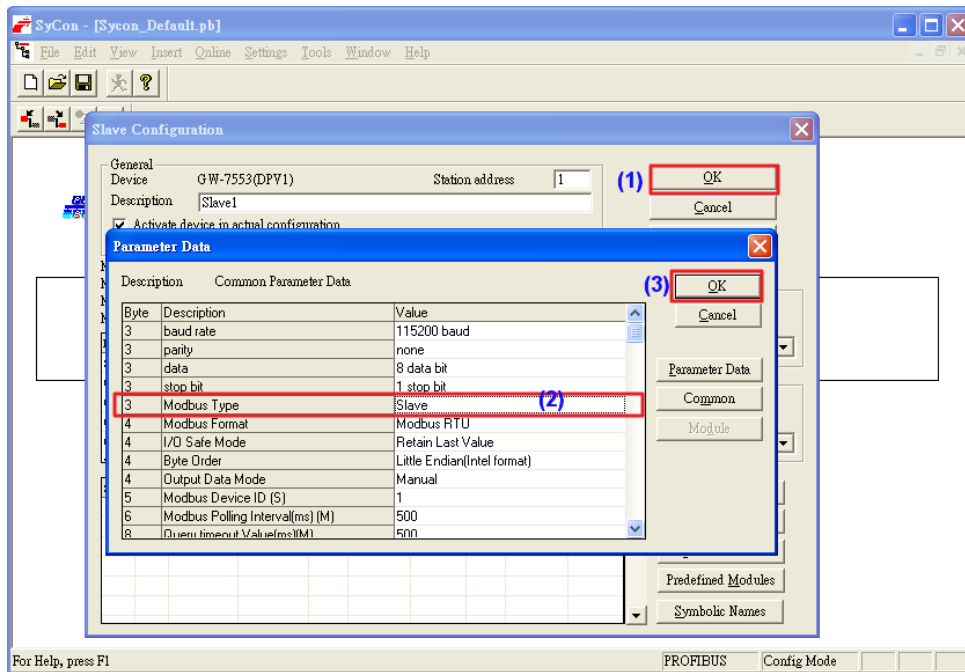 SyCon - [Sycon_Default.pb]
File Edit View Insert Online Settings Tools Window Help
Slave Configuration
General
Device GW-7553(DPV1) Station address 1
(1) OK
Description Slave1
Cancel
Activate device in actual configuration
Parameter Data
Description Common Parameter Data
(3) OK
Cancel
Byte Description Value
3 baud rate 115200 baud
3 parity none
3 data 8 data bit
3 stop bit 1 stop bit
3 Modbus Type Slave (2)
4 Modbus Format Modbus RTU
4 I/O Safe Mode Retain Last Value
4 Byte Order Little Endian(Intel format)
4 Output Data Mode Manual
5 Modbus Device ID (S) 1
6 Modbus Polling Interval(ms) (M) 500
8 Query timeout Value(ms)(M) 500
Parameter Data
Common
Module
Predefined Modules
Symbolic Names
For Help, press F1 PROFIBUS Config Mode